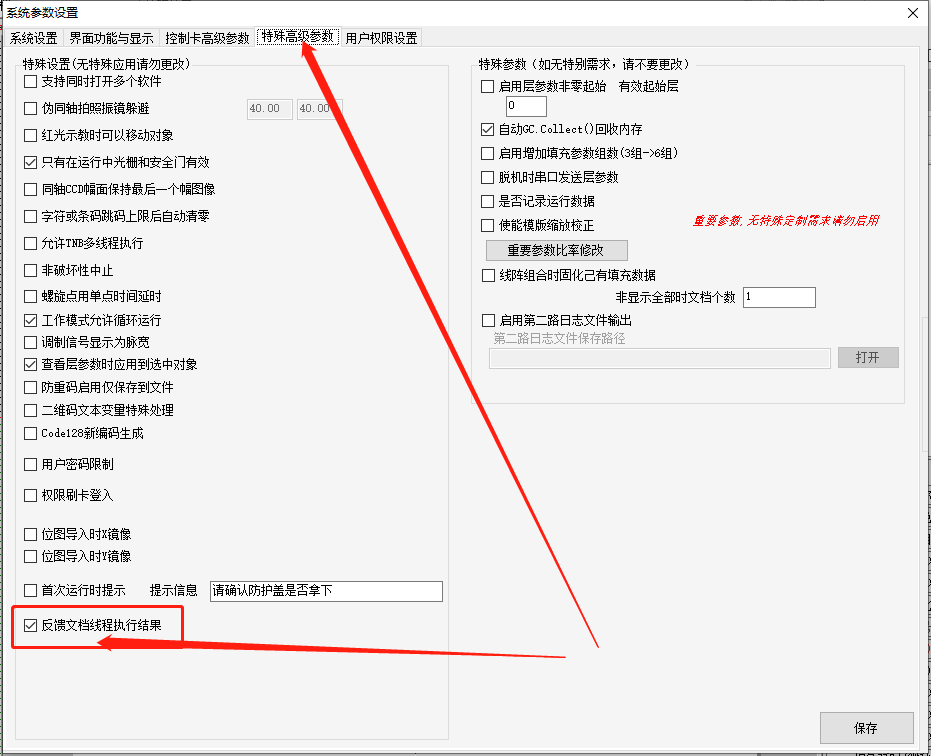 系统参数设置
系统设置 界面功能与显示 控制卡高级参数 特殊高级参数 用户权限设置
特殊设置(无特殊应用请勿更改)
支持同时打开多个软件
伪同轴拍照振镜躲避 40.00 40.00
红光示教时可以移动对象
只有在运行中光栅和安全门有效
同轴CCD幅面保持最后一个幅图像
字符或条码跳码上限后自动清零
允许TNB多线程执行
非破坏性中止
螺旋点用单点时间延时
工作模式允许循环运行
调制信号显示为脉宽
查看层参数时应用到选中对象
防重码启用仅保存到文件
二维码文本变量特殊处理
Code128新编码生成
用户密码限制
权限刷卡登入
位图导入时X镜像
位图导入时Y镜像
首次运行时提示 提示信息 请确认防护盖是否拿下
反馈文档线程执行结果
特殊参数（如无特别需求，请不要更改）
启用层参数非零起始 有效起始层
0
自动GC.Collect()回收内存
启用增加填充参数组数(3组->6组)
脱机时串口发送层参数
是否记录运行数据
使能模版缩放校正
重要参数,无特殊定制需求请勿启用
重要参数比率修改
线阵组合时固化己有填充数据
非显示全部时文档个数 1
启用第二路日志文件输出
第二路日志文件保存路径
打开
保存